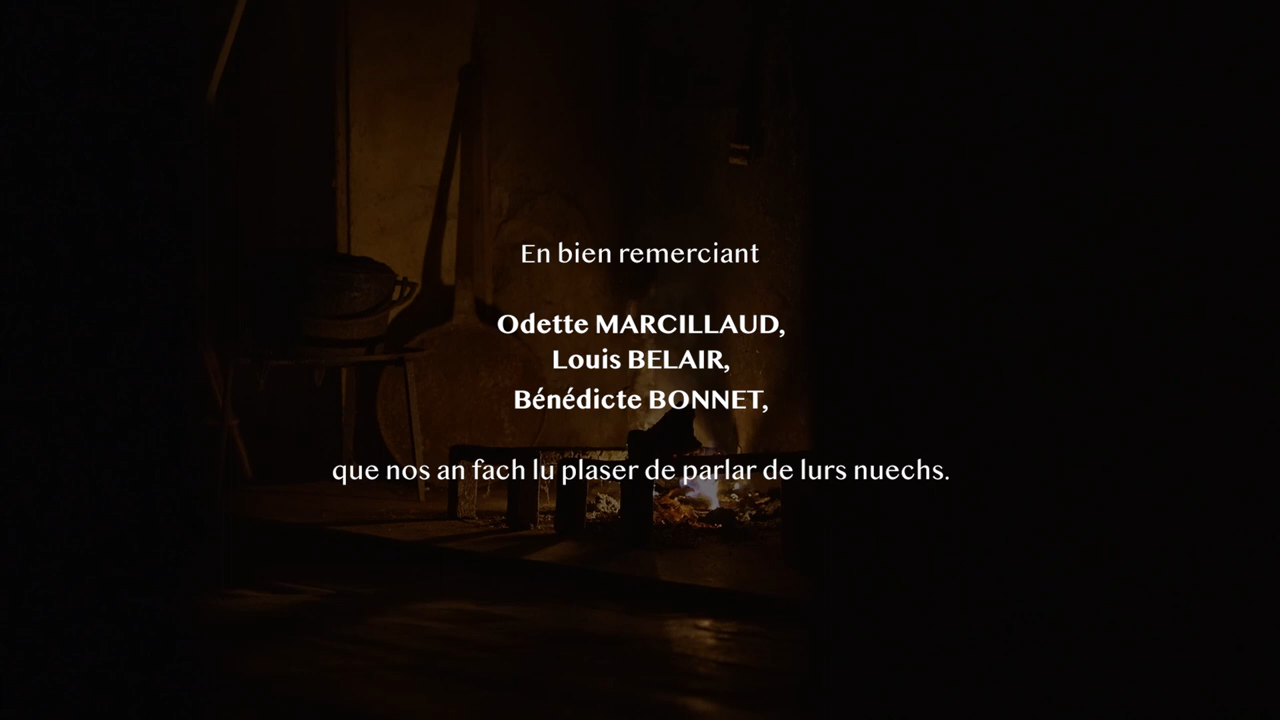 En bien remerciant
Odette MARCILLAUD,
Louis BELAIR,
Bénédicte BONNET,
que nos an fach lu plaser de parlar de lurs nuechs.